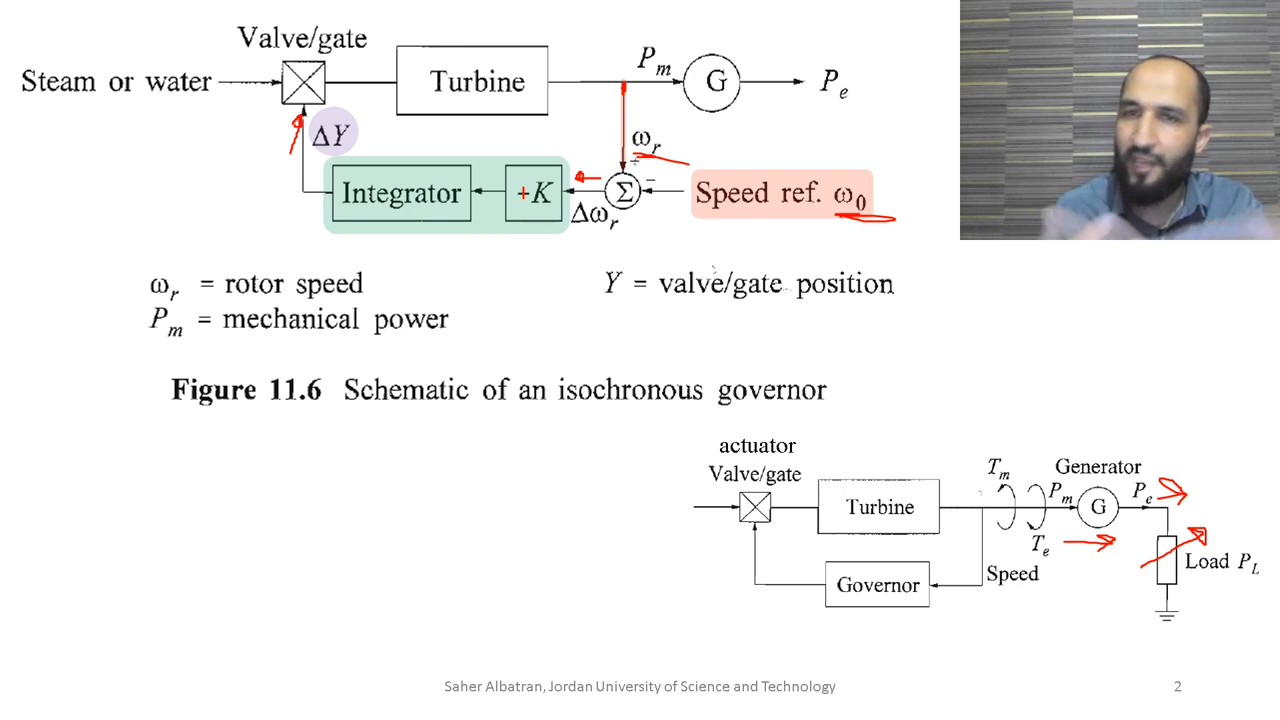 Valve/gate
Steam or water
Turbine
Pm
G
Pe
ΔY
ωr
+
−
Integrator
+K
Σ
Δωr
Speed ref. ω0
ωr = rotor speed
Y = valve/gate position
Pm = mechanical power
Figure 11.6 Schematic of an isochronous governor
actuator
Valve/gate
Turbine
Tm
Te
Generator
Pm
G
Pe
Governor
Speed
Load PL
Saher Albatran, Jordan University of Science and Technology
2